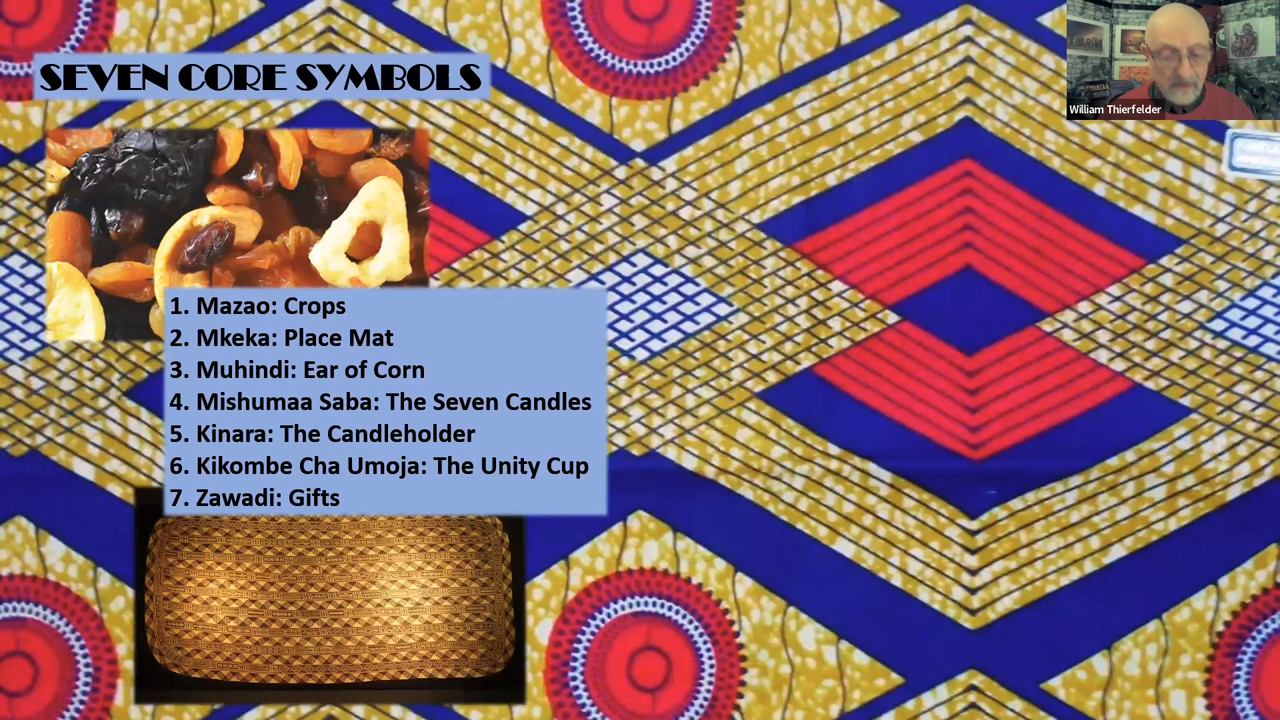 SEVEN CORE SYMBOLS
William Thierfelder
1. Mazao: Crops
2. Mkeka: Place Mat
3. Muhindi: Ear of Corn
4. Mishumaa Saba: The Seven Candles
5. Kinara: The Candleholder
6. Kikombe Cha Umoja: The Unity Cup
7. Zawadi: Gifts